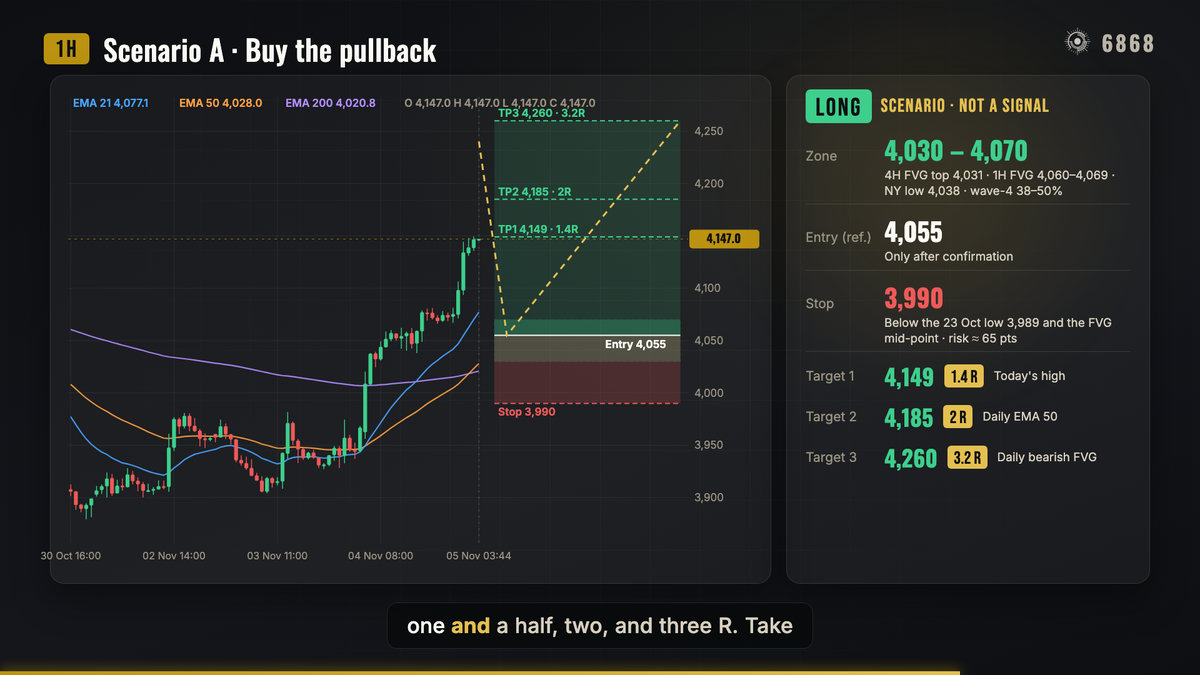 1H Scenario A · Buy the pullback
6868
EMA 21 4,077.1 EMA 50 4,028.0 EMA 200 4,020.8 O 4,147.0 H 4,147.0 L 4,147.0 C 4,147.0
TP3 4,260 · 3.2R
4,250
4,200
TP2 4,185 · 2R
TP1 4,149 · 1.4R
4,147.0
4,100
4,050
Entry 4,055
4,000
Stop 3,990
3,950
3,900
30 Oct 16:00 02 Nov 14:00 03 Nov 11:00 04 Nov 08:00 05 Nov 03:44
LONG SCENARIO · NOT A SIGNAL
Zone 4,030 – 4,070
4H FVG top 4,031 · 1H FVG 4,060–4,069 ·
NY low 4,038 · wave-4 38–50%
Entry (ref.) 4,055
Only after confirmation
Stop 3,990
Below the 23 Oct low 3,989 and the FVG
mid-point · risk ≈ 65 pts
Target 1 4,149 1.4 R Today's high
Target 2 4,185 2 R Daily EMA 50
Target 3 4,260 3.2 R Daily bearish FVG
one and a half, two, and three R. Take